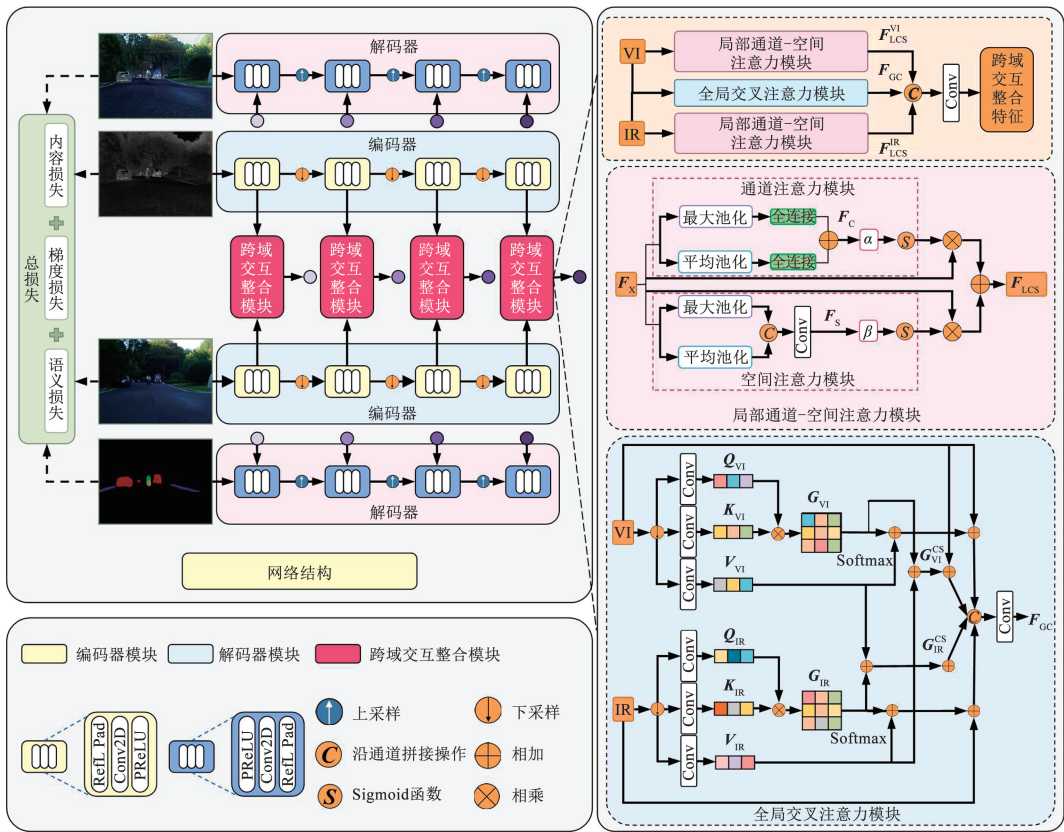 解码器
编码器
内容损失
梯度损失
语义损失
总损失
跨域
交互
整合
模块
跨域
交互
整合
模块
跨域
交互
整合
模块
跨域
交互
整合
模块
编码器
解码器
网络结构
编码器模块
解码器模块
跨域交互整合模块
RefL Pad
Conv2D
PReLU
PReLU
Conv2D
RefL Pad
上采样
下采样
C
沿通道拼接操作
相加
S
Sigmoid函数
相乘
VI
IR
局部通道-空间
注意力模块
全局交叉注意力模块
局部通道-空间
注意力模块
F_LCS^VI
F_GC
F_LCS^IR
C
Conv
跨域
交互
整合
特征
通道注意力模块
最大池化
全连接
平均池化
全连接
F_C
α
S
F_X
F_LCS
最大池化
平均池化
C
Conv
F_S
β
S
空间注意力模块
局部通道-空间注意力模块
VI
Conv
Conv
Conv
Q_VI
K_VI
V_VI
G_VI
Softmax
G_VI^CS
IR
Conv
Conv
Conv
Q_IR
K_IR
V_IR
G_IR
Softmax
G_IR^CS
C
Conv
F_GC
全局交叉注意力模块